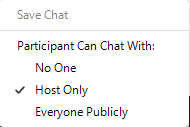 Save Chat
Participant Can Chat With:
No One
Host Only
Everyone Publicly